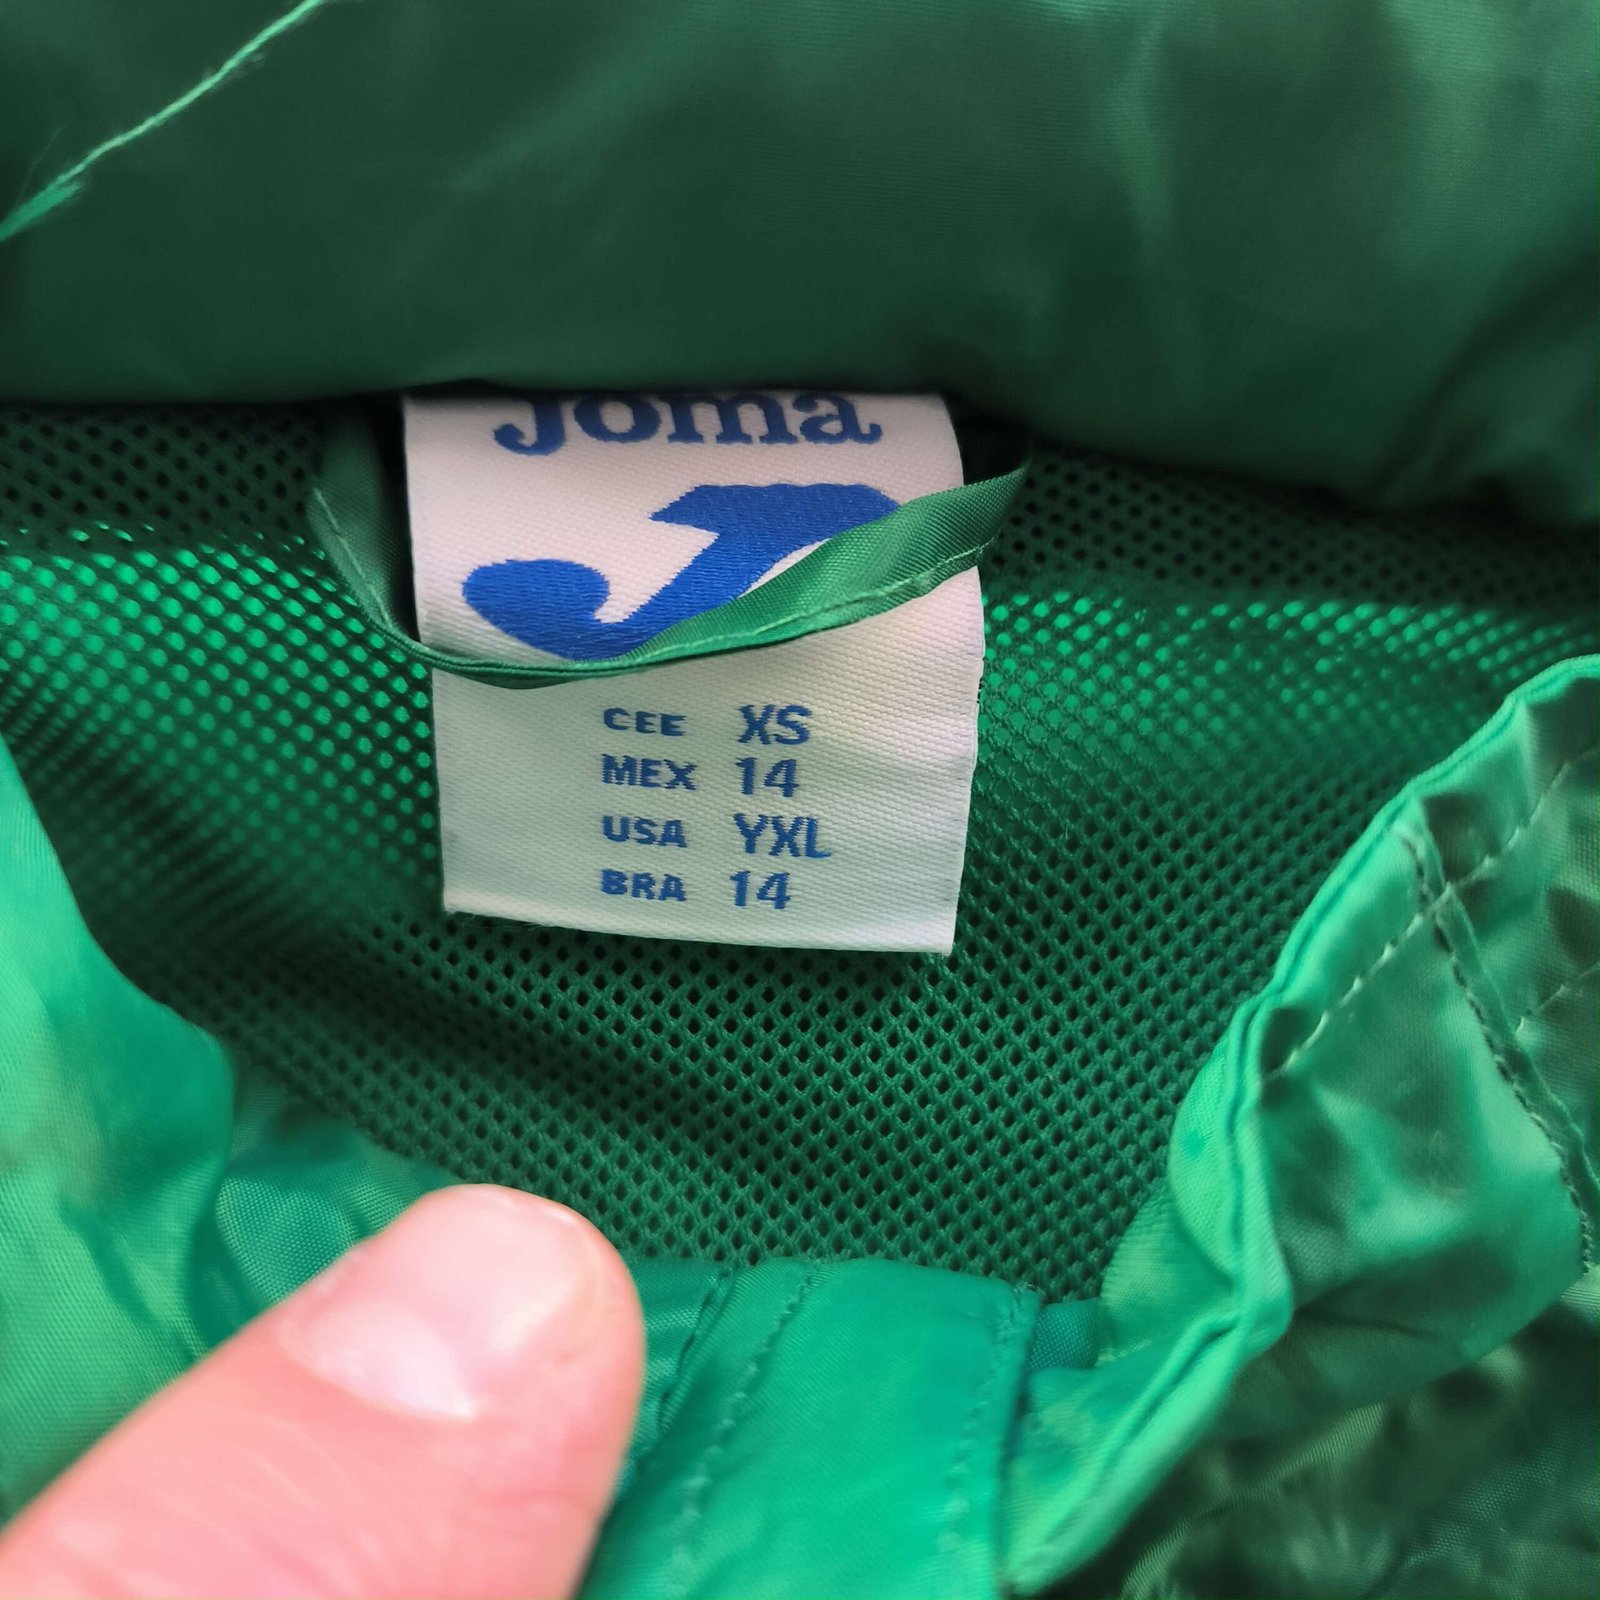 Joma
CEE XS
MEX 14
USA YXL
BRA 14